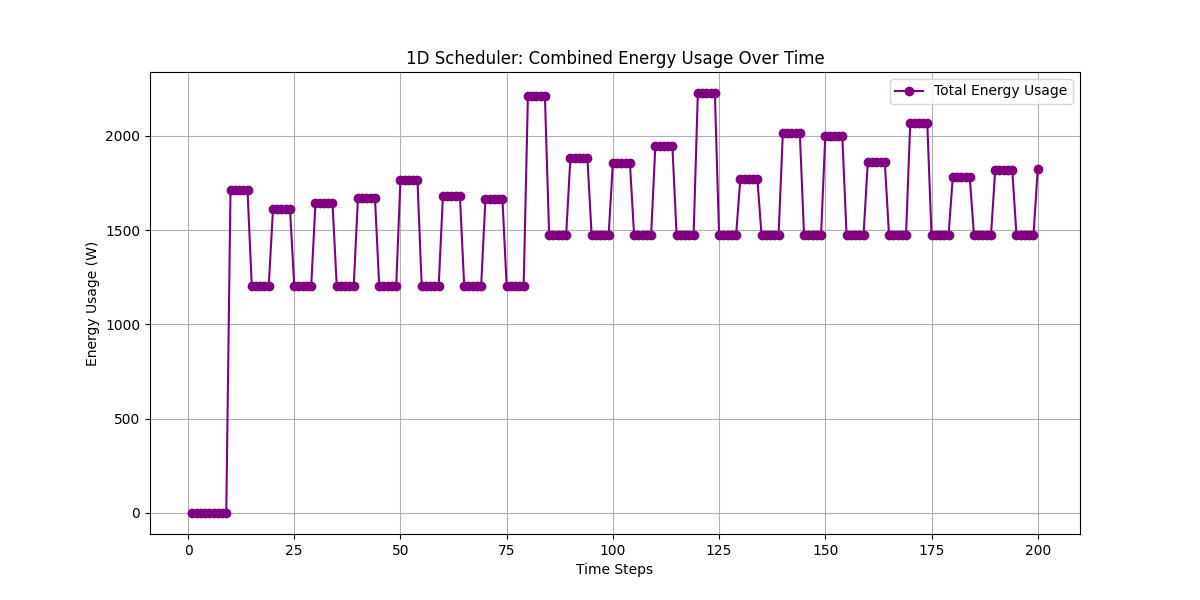 1D Scheduler: Combined Energy Usage Over Time
Total Energy Usage
Energy Usage (W)
2000
1500
1000
500
0
0 25 50 75 100 125 150 175 200
Time Steps